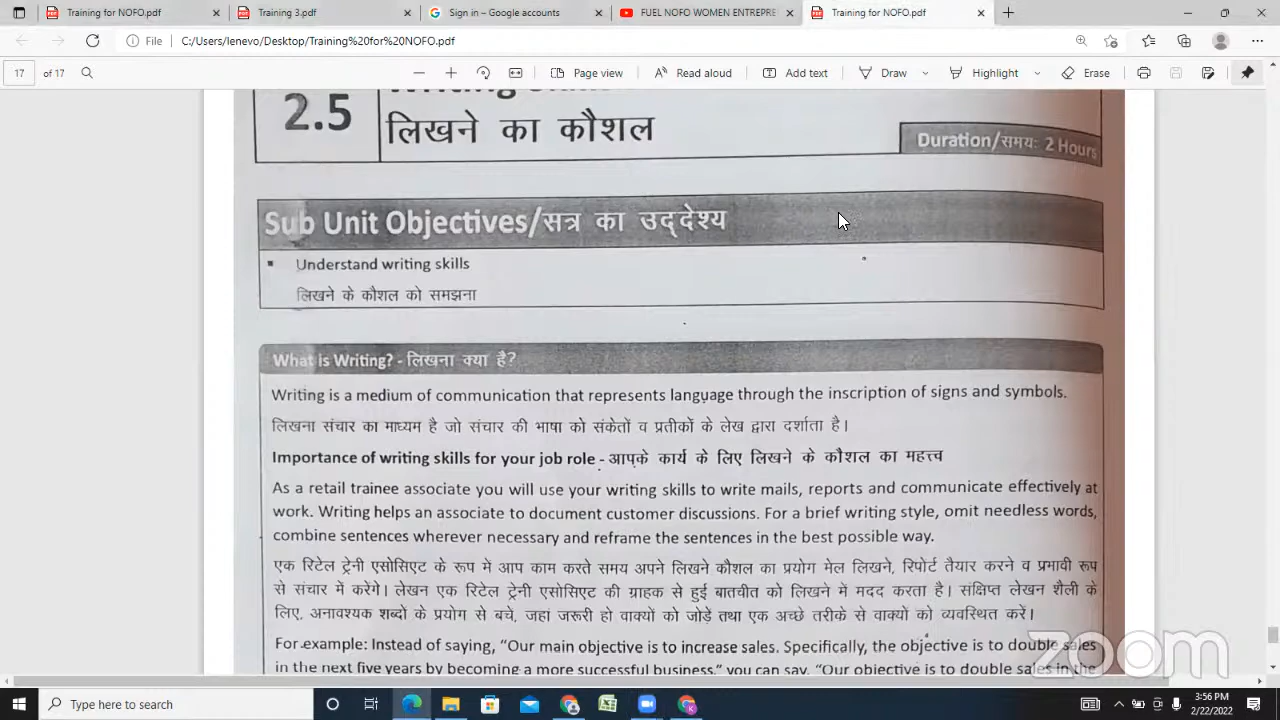 Training for NOFO.pdf
Training 3.pdf
Sign in – Google accounts
FUEL NOFO WOMEN ENTREPRE
Training for NOFO.pdf
File
C:/Users/lenevo/Desktop/Training%20for%20NOFO.pdf
17 of 17
Page view
Read aloud
Add text
Draw
Highlight
Erase
2.5
लिखने का कौशल
Duration/समय: 2 Hours
Sub Unit Objectives/सत्र का उद्देश्य
Understand writing skills
लिखने के कौशल को समझना
What is Writing? - लिखना क्या है?
Writing is a medium of communication that represents language through the inscription of signs and symbols.
लिखना संचार का माध्यम है जो संचार की भाषा को संकेतों व प्रतीकों के लेख द्वारा दर्शाता है।
Importance of writing skills for your job role - आपके कार्य के लिए लिखने के कौशल का महत्त्व
As a retail trainee associate you will use your writing skills to write mails, reports and communicate effectively at
work. Writing helps an associate to document customer discussions. For a brief writing style, omit needless words,
combine sentences wherever necessary and reframe the sentences in the best possible way.
एक रिटेल ट्रेनी एसोसिएट के रूप में आप काम करते समय अपने लिखने कौशल का प्रयोग मेल लिखने, रिपोर्ट तैयार करने व प्रभावी रूप
से संचार में करेंगे। लेखन एक रिटेल ट्रेनी एसोसिएट की ग्राहक से हुई बातचीत को लिखने में मदद करता है। संक्षिप्त लेखन शैली के
लिए, अनावश्यक शब्दों के प्रयोग से बचें, जहां जरूरी हो वाक्यों को जोड़ें तथा एक अच्छे तरीके से वाक्यों को व्यवस्थित करें।
For example: Instead of saying, "Our main objective is to increase sales. Specifically, the objective is to double sales
in the next five years by becoming a more successful business," you can say, "Our objective is to double sales in the
zoom
Type here to search
3:56 PM
2/22/2022